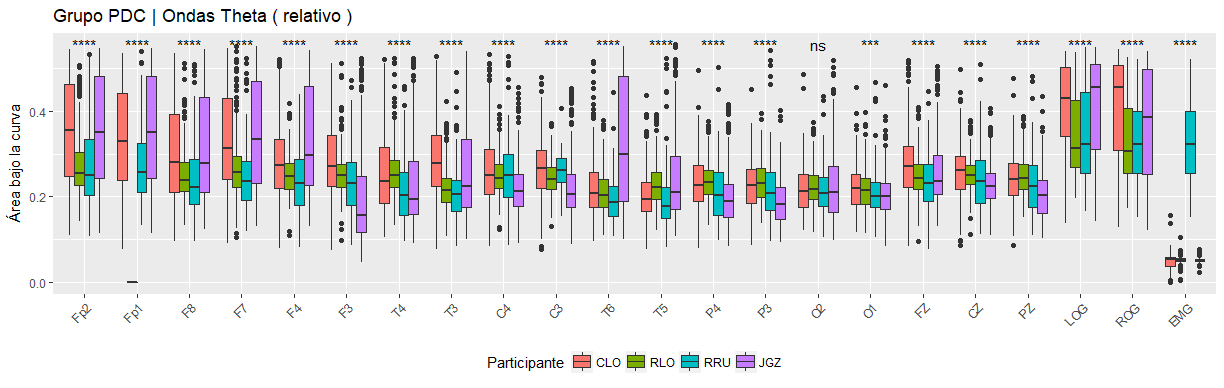 Grupo PDC | Ondas Theta ( relativo )
**** **** **** **** **** **** **** **** **** **** **** **** **** **** ns *** **** **** **** **** **** ****
Área bajo la curva
0.4
0.2
0.0
Fp2 Fp1 F8 F7 F4 F3 T4 T3 C4 C3 T6 T5 P4 P3 O2 O1 FZ CZ PZ LOG ROG EMG
Participante CLO RLO RRU JGZ